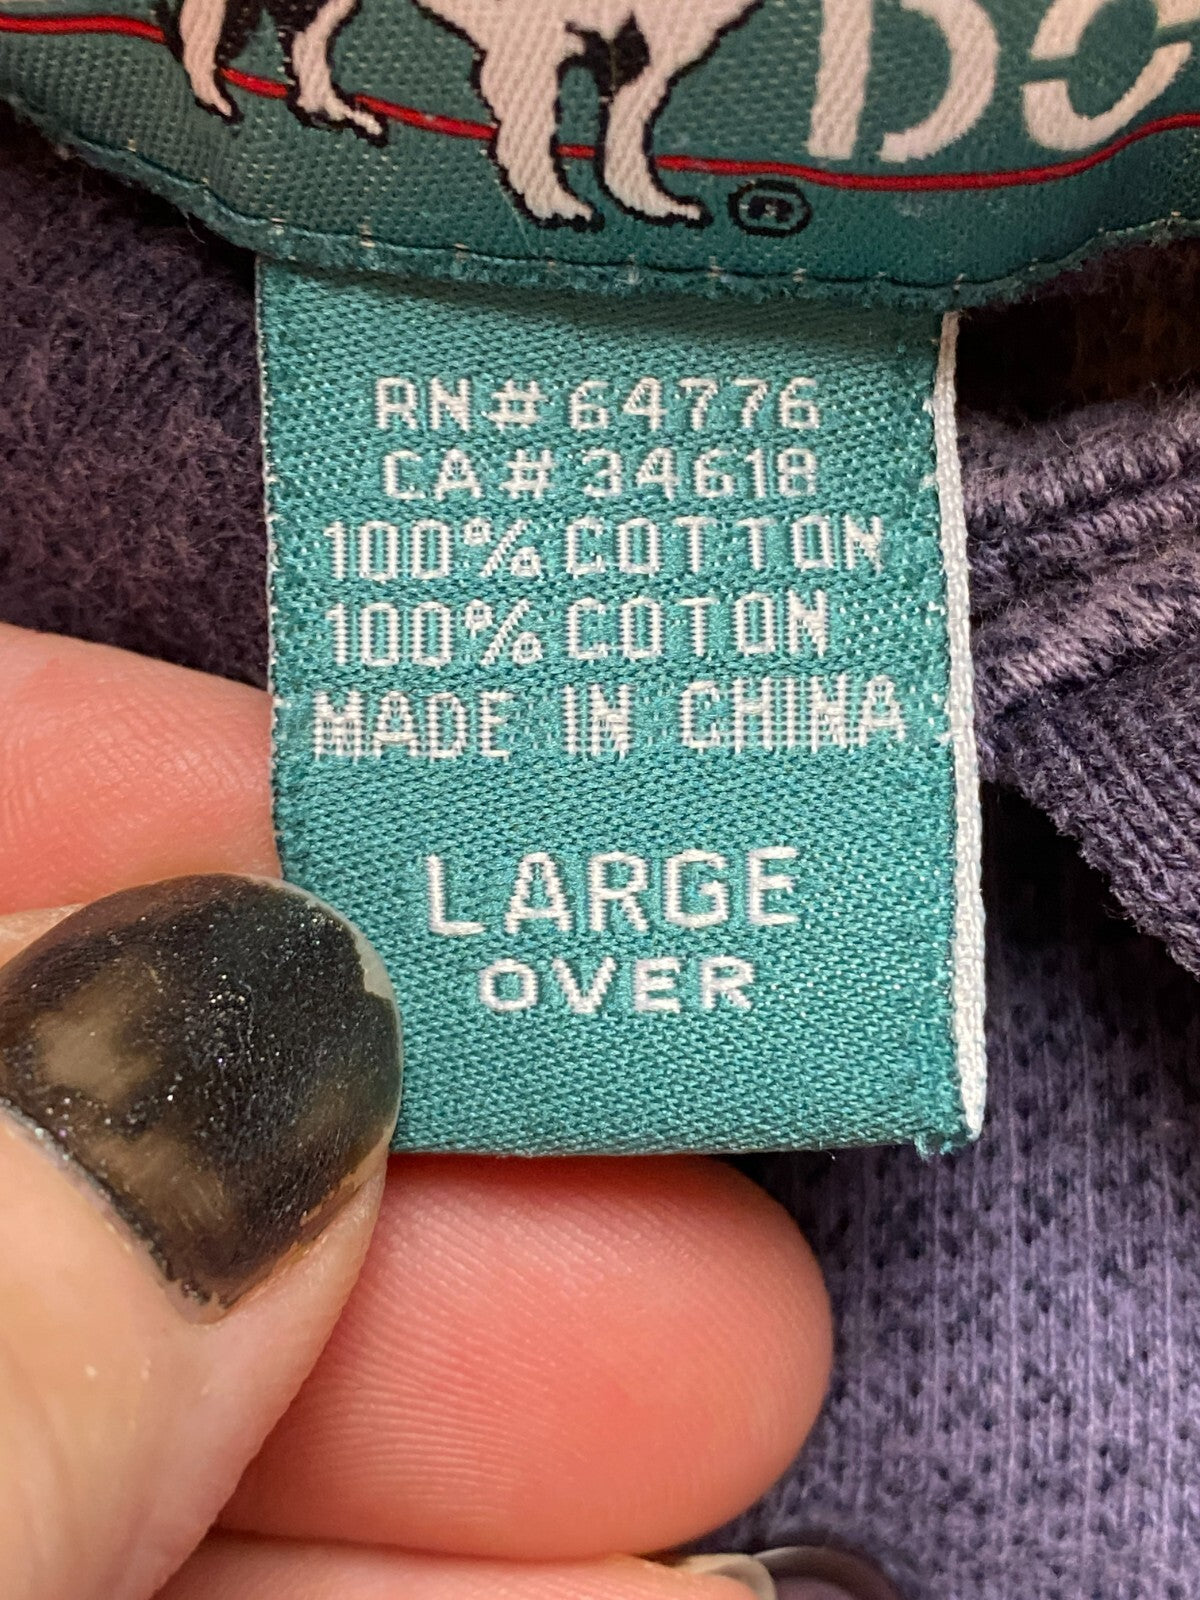 ®
RN# 64776
CA# 34618
100% COTTON
100% COTON
MADE IN CHINA
LARGE
OVER